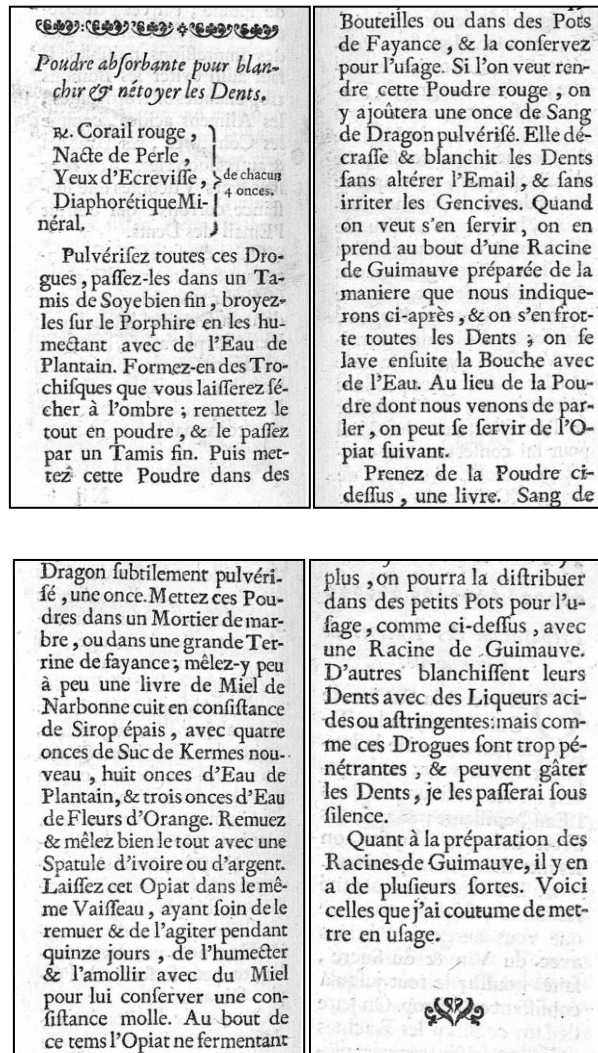 Poudre abſorbante pour blan-
chir & nétoyer les Dents.
℞. Corail rouge,
Nacte de Perle,
Yeux d'Ecreviſſe, de chacun
4 onces.
DiaphorétiqueMi-
néral.
Pulvériſez toutes ces Dro-
gues, paſſez-les dans un Ta-
mis de Soye bien fin, broyez-
les ſur le Porphire en les hu-
mectant avec de l'Eau de
Plantain. Formez-en des Tro-
chiſques que vous laiſſerez ſé-
cher à l'ombre; remettez le
tout en poudre, & le paſſez
par un Tamis fin. Puis met-
tez cette Poudre dans des
Bouteilles ou dans des Pots
de Fayance, & la conſervez
pour l'uſage. Si l'on veut ren-
dre cette Poudre rouge, on
y ajoûtera une once de Sang
de Dragon pulvériſé. Elle dé-
craſſe & blanchit les Dents
ſans altérer l'Email, & ſans
irriter les Gencives. Quand
on veut s'en ſervir, on en
prend au bout d'une Racine
de Guimauve préparée de la
maniere que nous indique-
rons ci-après, & on s'en frot-
te toutes les Dents; on ſe
lave enſuite la Bouche avec
de l'Eau. Au lieu de la Pou-
dre dont nous venons de par-
ler, on peut ſe ſervir de l'O-
piat ſuivant.
Prenez de la Poudre ci-
deſſus, une livre. Sang de
Dragon ſubtilement pulvéri-
ſé, une once. Mettez ces Pou-
dres dans un Mortier de mar-
bre, ou dans une grande Ter-
rine de fayance; mêlez-y peu
à peu une livre de Miel de
Narbonne cuit en conſiſtance
de Sirop épais, avec quatre
onces de Suc de Kermes nou-
veau, huit onces d'Eau de
Plantain, & trois onces d'Eau
de Fleurs d'Orange. Remuez
& mêlez bien le tout avec une
Spatule d'ivoire ou d'argent.
Laiſſez cet Opiat dans le mê-
me Vaiſſeau, ayant ſoin de le
remuer & de l'agiter pendant
quinze jours, de l'humecter
& l'amollir avec du Miel
pour lui conſerver une con-
ſiſtance molle. Au bout de
ce tems l'Opiat ne fermentant
plus, on pourra la diſtribuer
dans des petits Pots pour l'u-
ſage, comme ci-deſſus, avec
une Racine de Guimauve.
D'autres blanchiſſent leurs
Dents avec des Liqueurs aci-
des ou aſtringentes: mais com-
me ces Drogues ſont trop pé-
nétrantes, & peuvent gâter
les Dents, je les paſſerai ſous
ſilence.
Quant à la préparation des
Racines de Guimauve, il y en
a de pluſieurs ſortes. Voici
celles que j'ai coutume de met-
tre en uſage.